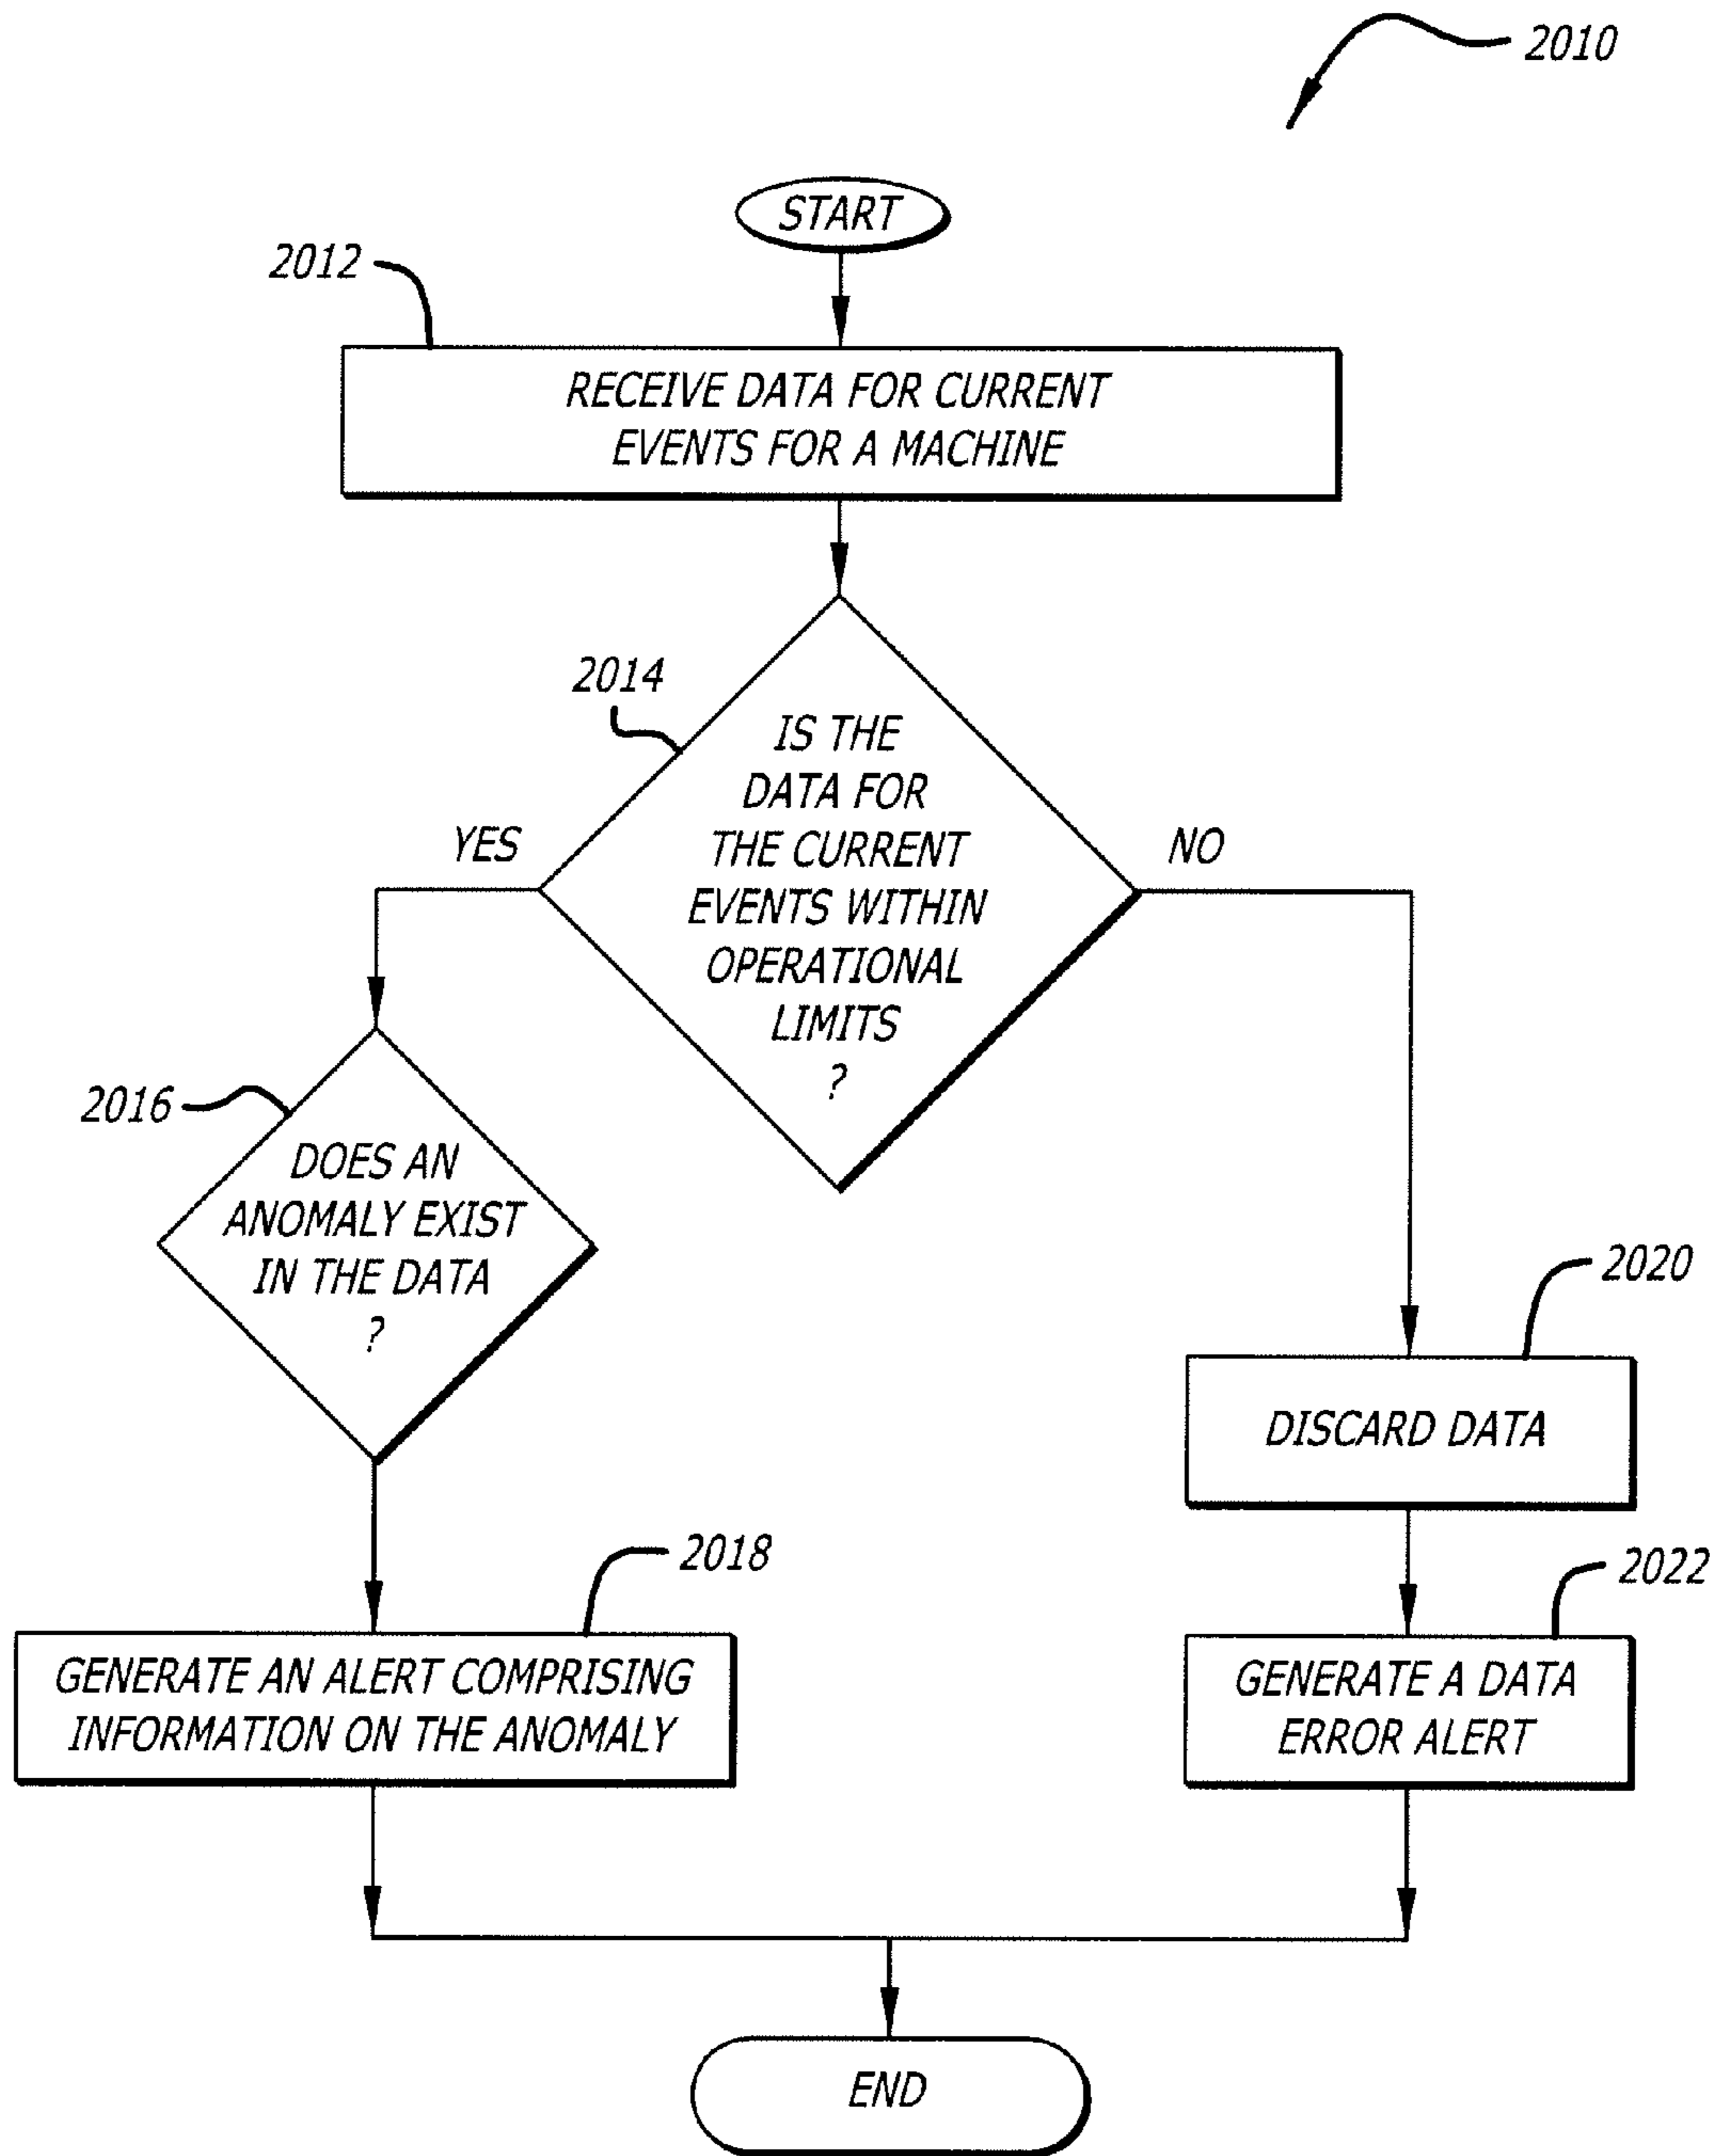 2010
START
2012
RECEIVE DATA FOR CURRENT
EVENTS FOR A MACHINE
2014
IS THE
DATA FOR
THE CURRENT
EVENTS WITHIN
OPERATIONAL
LIMITS
?
YES
NO
2016
DOES AN
ANOMALY EXIST
IN THE DATA
?
2020
DISCARD DATA
2018
GENERATE AN ALERT COMPRISING
INFORMATION ON THE ANOMALY
2022
GENERATE A DATA
ERROR ALERT
END